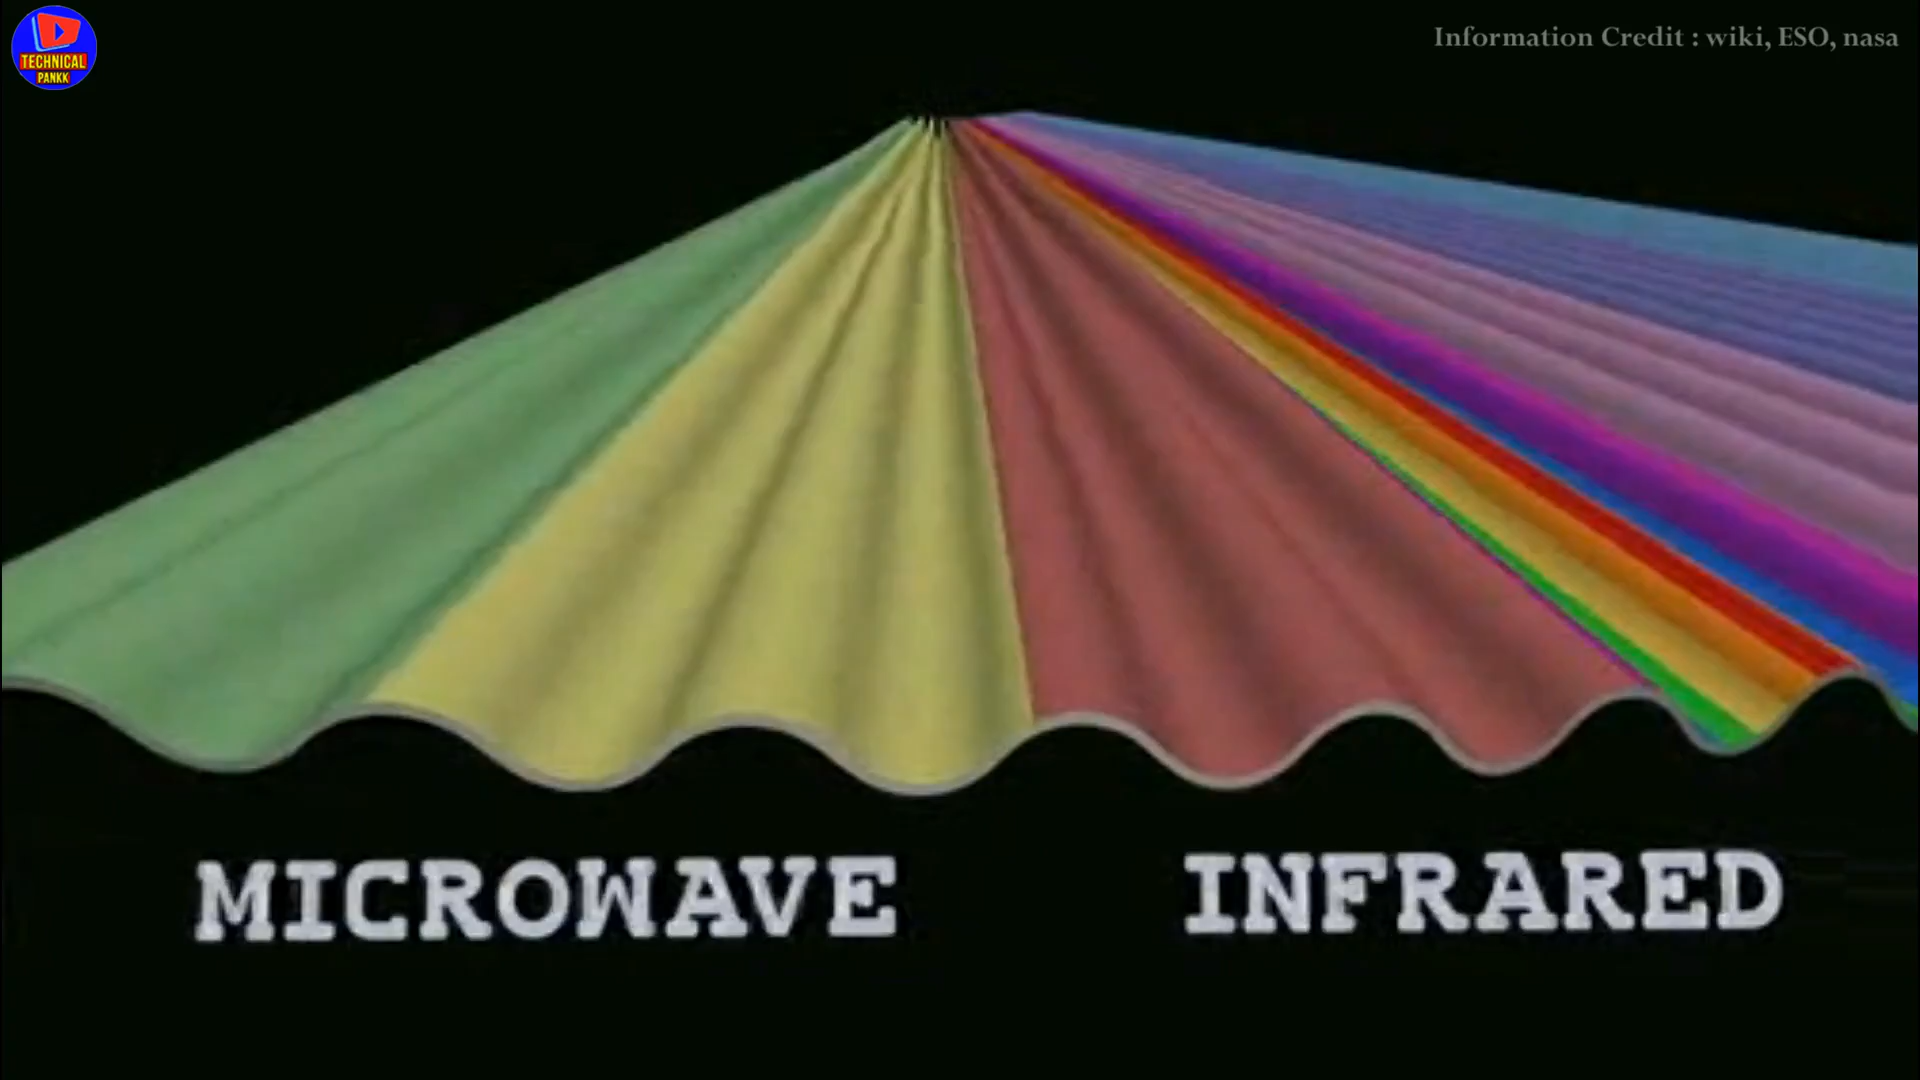 TECHNICAL
PANKK
Information Credit : wiki, ESO, nasa
MICROWAVE
INFRARED